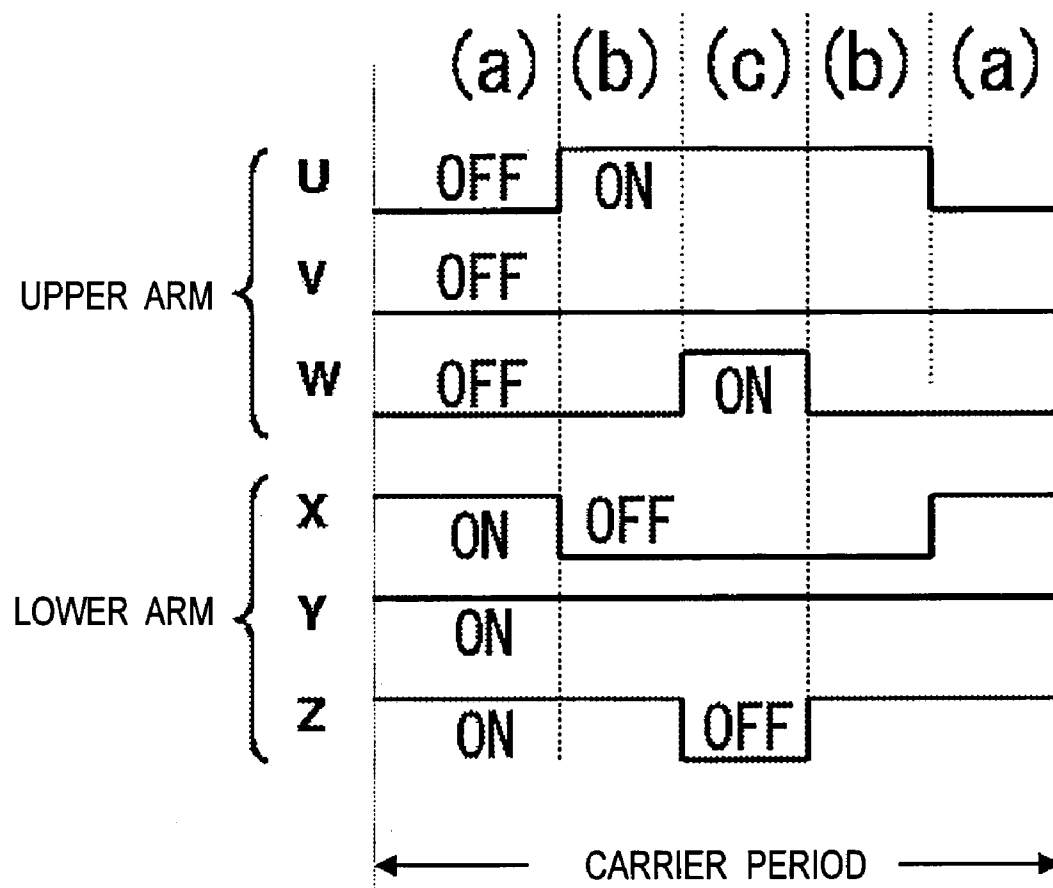 (a) (b) (c) (b) (a)
U OFF ON
UPPER ARM V OFF
W OFF ON
X ON OFF
LOWER ARM Y ON
Z ON OFF
CARRIER PERIOD